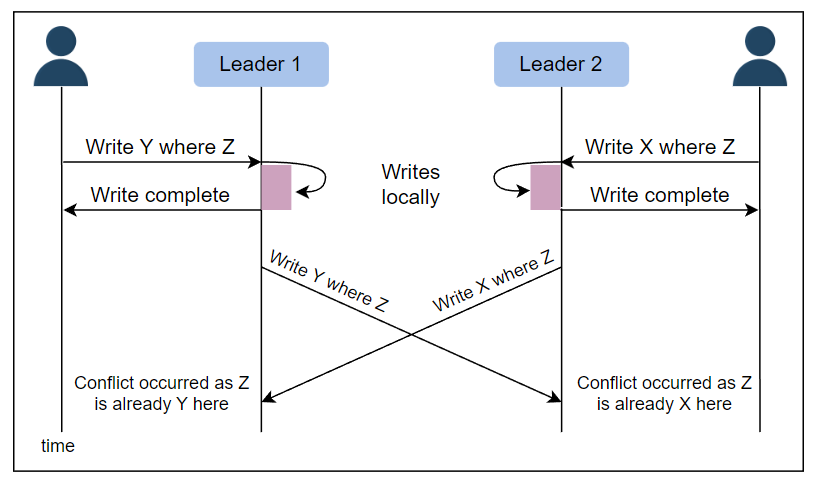 Leader 1
Leader 2
Write Y where Z
Write X where Z
Writes
locally
Write complete
Write complete
Write Y where Z
Write X where Z
Conflict occurred as Z
is already Y here
Conflict occurred as Z
is already X here
time